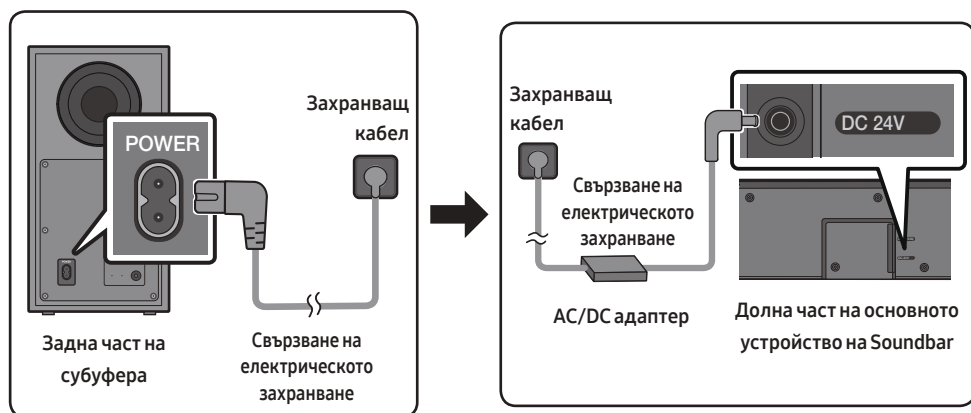 POWER
Захранващ
кабел
Задна част на
субуфера
Свързване на
електрическото
захранване
Захранващ
кабел
DC 24V
Свързване на
електрическото
захранване
AC/DC адаптер
Долна част на основното
устройство на Soundbar